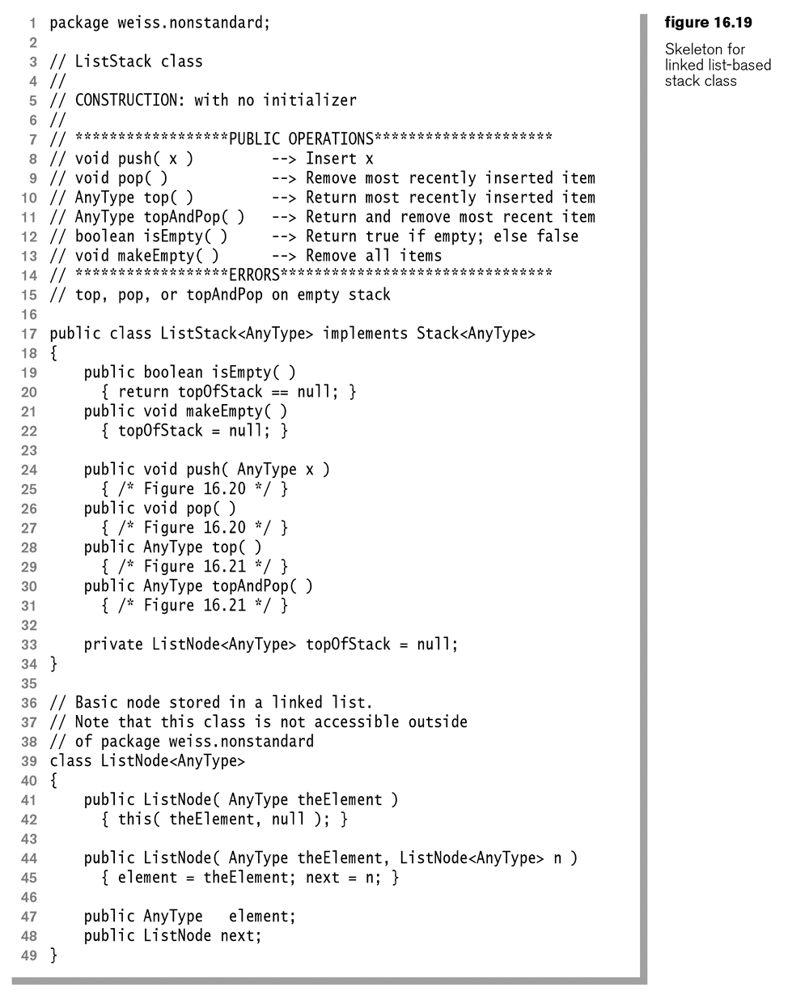 1 package weiss.nonstandard;
2
3 // ListStack class
4 //
5 // CONSTRUCTION: with no initializer
6 //
7 // ******************PUBLIC OPERATIONS*********************
8 // void push( x )         --> Insert x
9 // void pop( )            --> Remove most recently inserted item
10 // AnyType top( )         --> Return most recently inserted item
11 // AnyType topAndPop( )   --> Return and remove most recent item
12 // boolean isEmpty( )     --> Return true if empty; else false
13 // void makeEmpty( )      --> Remove all items
14 // ******************ERRORS********************************
15 // top, pop, or topAndPop on empty stack
16
17 public class ListStack<AnyType> implements Stack<AnyType>
18 {
19     public boolean isEmpty( )
20       { return topOfStack == null; }
21     public void makeEmpty( )
22       { topOfStack = null; }
23
24     public void push( AnyType x )
25       { /* Figure 16.20 */ }
26     public void pop( )
27       { /* Figure 16.20 */ }
28     public AnyType top( )
29       { /* Figure 16.21 */ }
30     public AnyType topAndPop( )
31       { /* Figure 16.21 */ }
32
33     private ListNode<AnyType> topOfStack = null;
34 }
35
36 // Basic node stored in a linked list.
37 // Note that this class is not accessible outside
38 // of package weiss.nonstandard
39 class ListNode<AnyType>
40 {
41     public ListNode( AnyType theElement )
42       { this( theElement, null ); }
43
44     public ListNode( AnyType theElement, ListNode<AnyType> n )
45       { element = theElement; next = n; }
46
47     public AnyType   element;
48     public ListNode next;
49 }
figure 16.19
Skeleton for
linked list-based
stack class